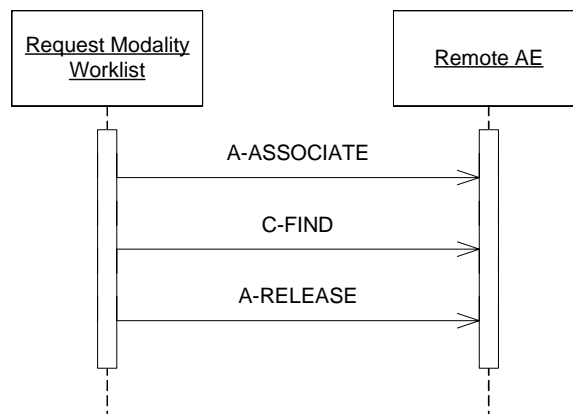 Request Modality
Worklist
Remote AE
A-ASSOCIATE
C-FIND
A-RELEASE